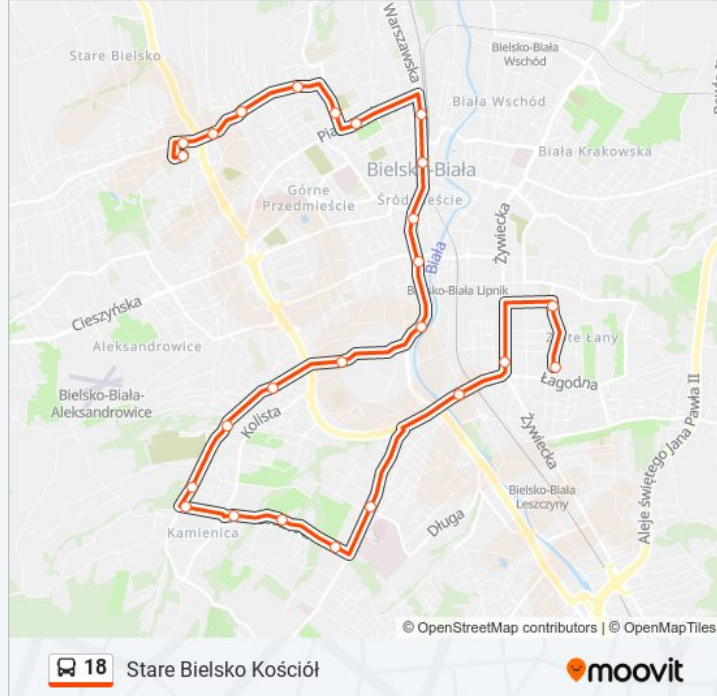 Warszawska
Stare Bielsko
Bielsko-Biała
Wschód
Biała Wschód
Biała Krakowska
Bielsko-Biała
Górne
Przedmieście
Śródmieście
Żywiecka
Biała
Bielsko-Biała Lipnik
Cieszyńska
Złote Łany
Aleksandrowice
Łagodna
Bielsko-Biała-
Aleksandrowice
Kolista
Żywiecka
Aleje świętego Jana Pawła II
Bielsko-Biała
Leszczyny
Długa
Kamienica
© OpenStreetMap contributors | © OpenMapTiles
18 Stare Bielsko Kościół
moovit